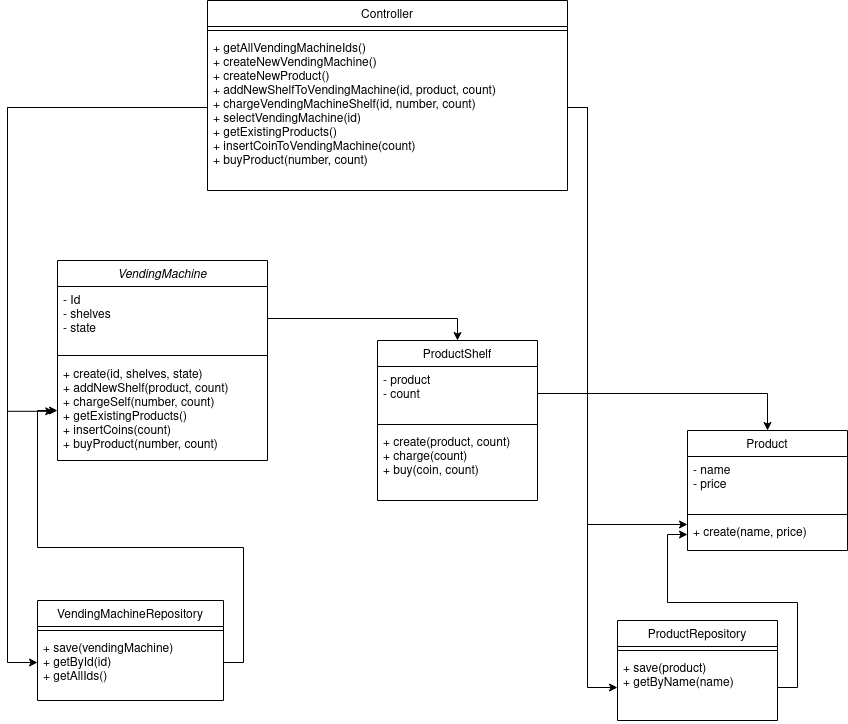 Controller
+ getAllVendingMachineIds()
+ createNewVendingMachine()
+ createNewProduct()
+ addNewShelfToVendingMachine(id, product, count)
+ chargeVendingMachineShelf(id, number, count)
+ selectVendingMachine(id)
+ getExistingProducts()
+ insertCoinToVendingMachine(count)
+ buyProduct(number, count)
VendingMachine
- Id
- shelves
- state
+ create(id, shelves, state)
+ addNewShelf(product, count)
+ chargeSelf(number, count)
+ getExistingProducts()
+ insertCoins(count)
+ buyProduct(number, count)
ProductShelf
- product
- count
+ create(product, count)
+ charge(count)
+ buy(coin, count)
Product
- name
- price
+ create(name, price)
VendingMachineRepository
+ save(vendingMachine)
+ getById(id)
+ getAllIds()
ProductRepository
+ save(product)
+ getByName(name)